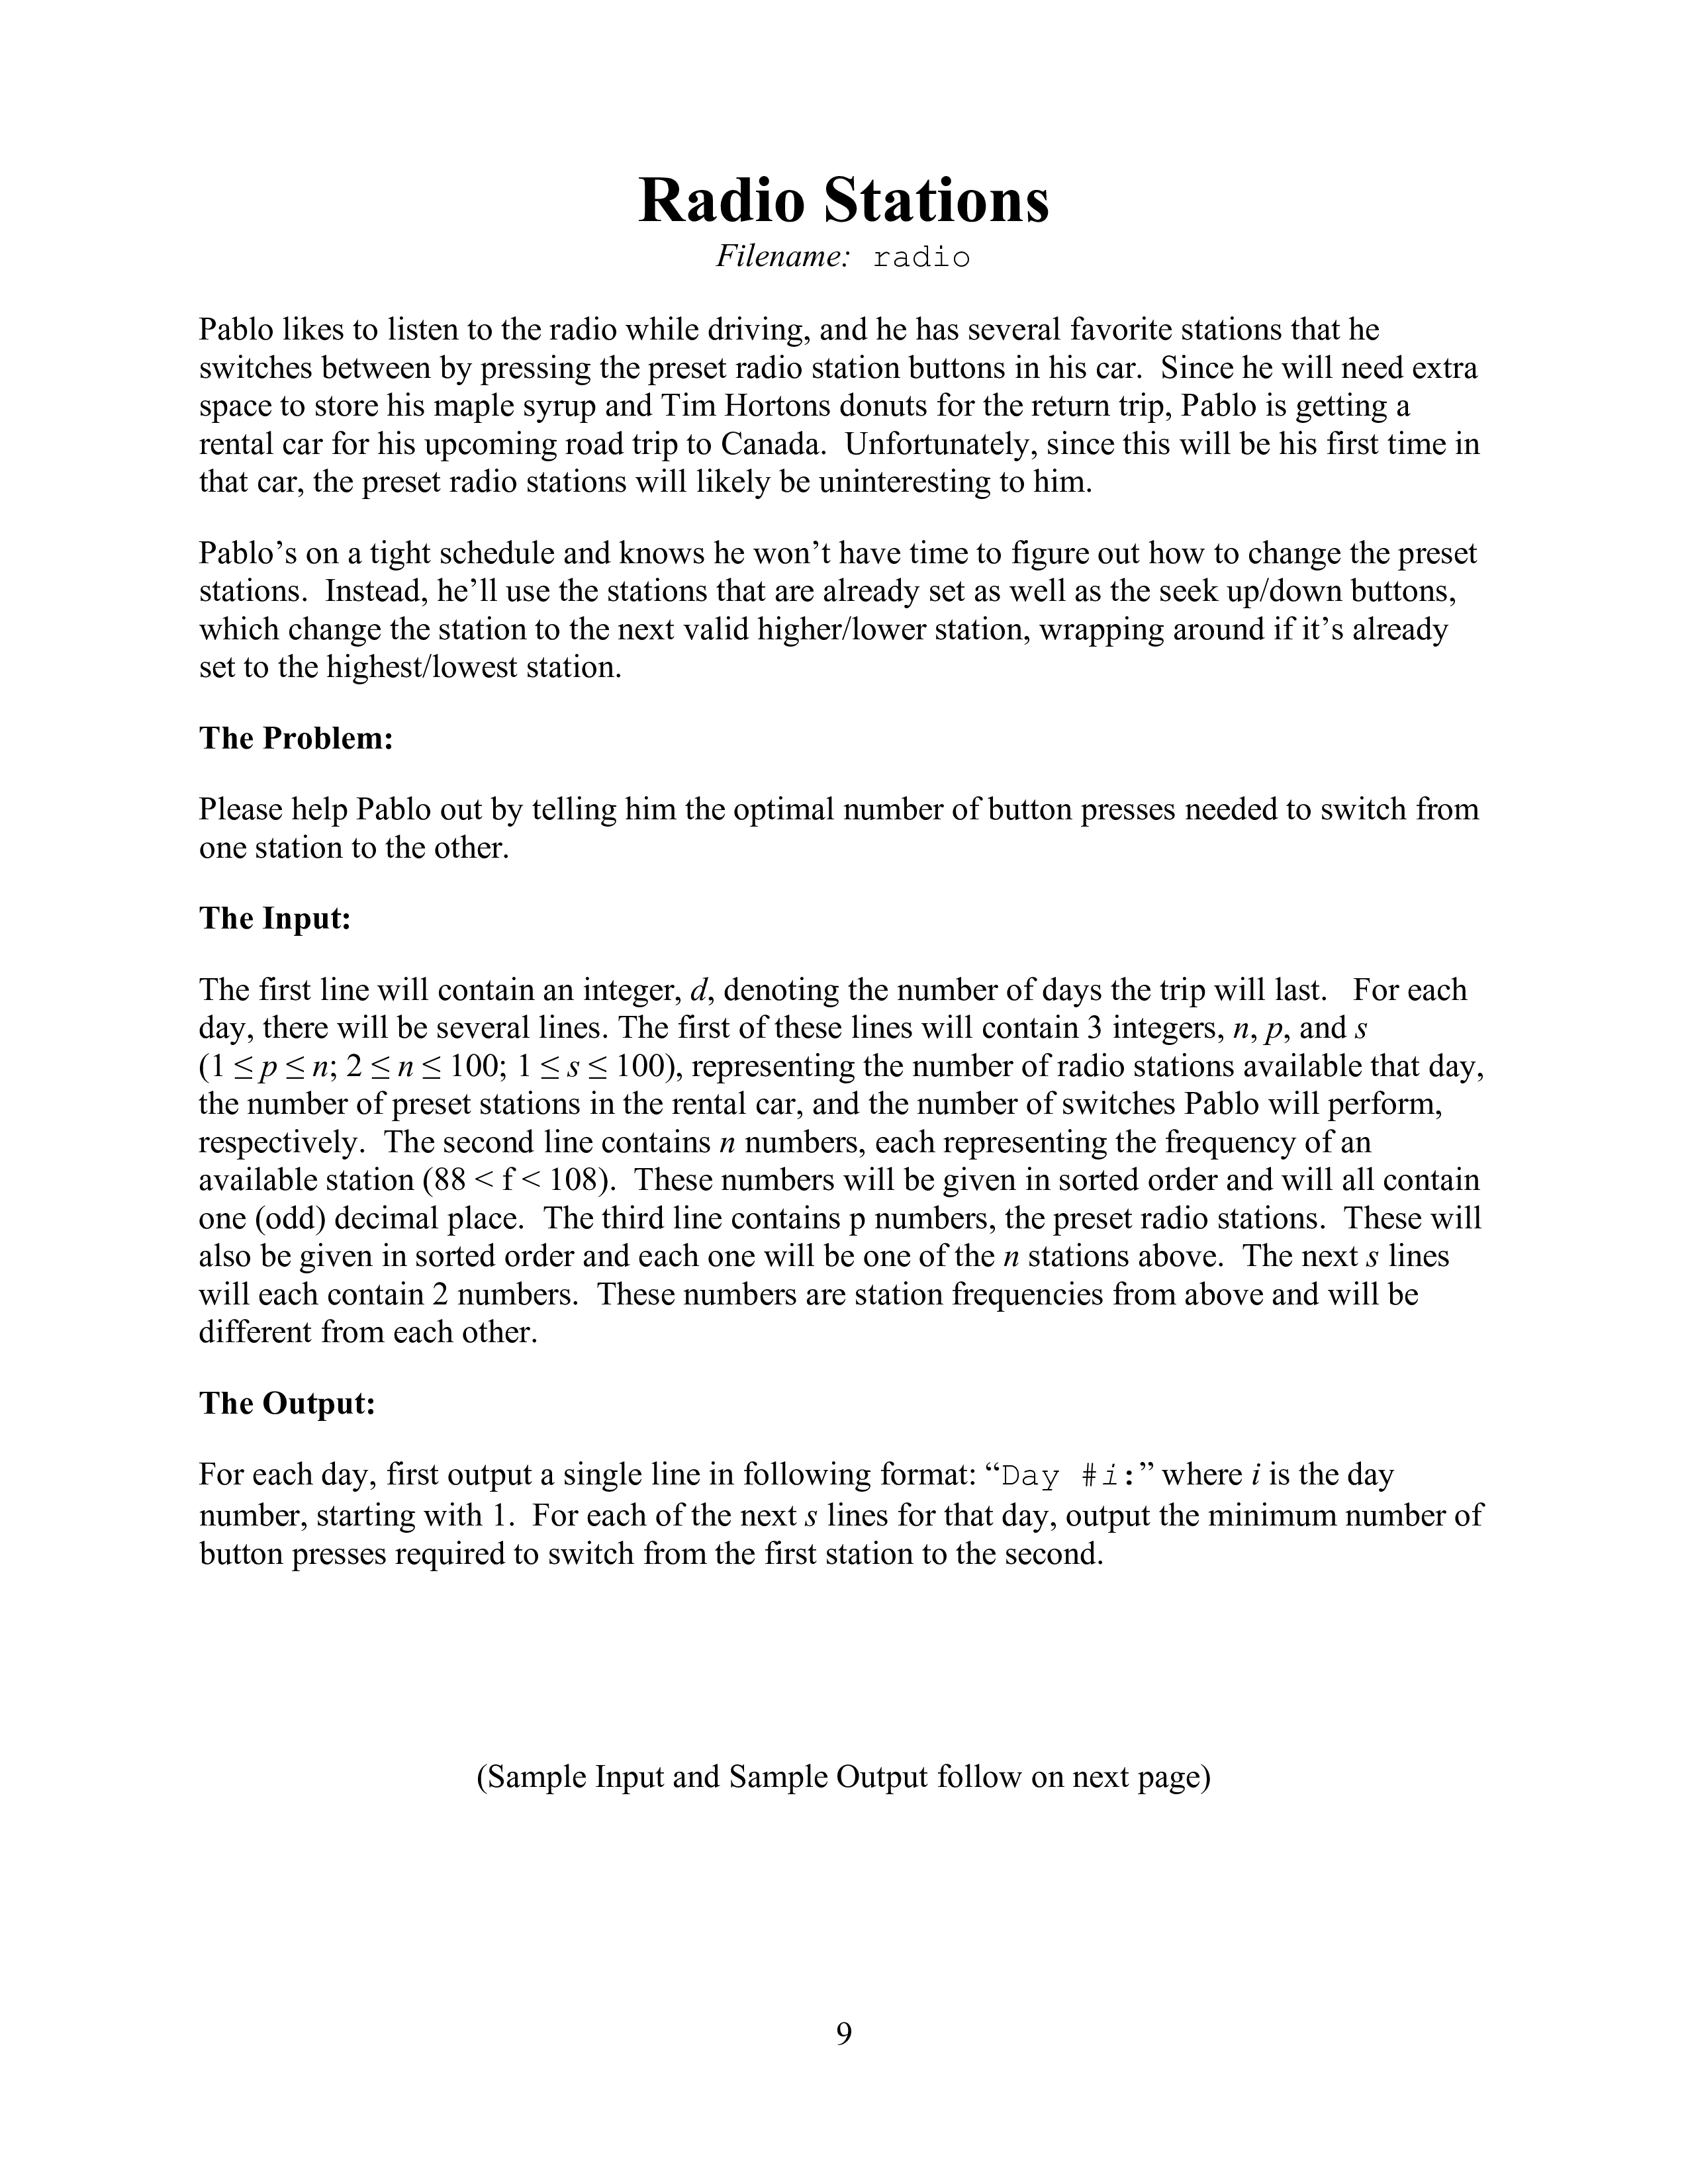 Radio Stations
Filename: radio
Pablo likes to listen to the radio while driving, and he has several favorite stations that he
switches between by pressing the preset radio station buttons in his car. Since he will need extra
space to store his maple syrup and Tim Hortons donuts for the return trip, Pablo is getting a
rental car for his upcoming road trip to Canada. Unfortunately, since this will be his first time in
that car, the preset radio stations will likely be uninteresting to him.
Pablo’s on a tight schedule and knows he won’t have time to figure out how to change the preset
stations. Instead, he’ll use the stations that are already set as well as the seek up/down buttons,
which change the station to the next valid higher/lower station, wrapping around if it’s already
set to the highest/lowest station.
The Problem:
Please help Pablo out by telling him the optimal number of button presses needed to switch from
one station to the other.
The Input:
The first line will contain an integer, d, denoting the number of days the trip will last. For each
day, there will be several lines. The first of these lines will contain 3 integers, n, p, and s
(1 ≤ p ≤ n; 2 ≤ n ≤ 100; 1 ≤ s ≤ 100), representing the number of radio stations available that day,
the number of preset stations in the rental car, and the number of switches Pablo will perform,
respectively. The second line contains n numbers, each representing the frequency of an
available station (88 < f < 108). These numbers will be given in sorted order and will all contain
one (odd) decimal place. The third line contains p numbers, the preset radio stations. These will
also be given in sorted order and each one will be one of the n stations above. The next s lines
will each contain 2 numbers. These numbers are station frequencies from above and will be
different from each other.
The Output:
For each day, first output a single line in following format: “Day #i:” where i is the day
number, starting with 1. For each of the next s lines for that day, output the minimum number of
button presses required to switch from the first station to the second.
(Sample Input and Sample Output follow on next page)
9